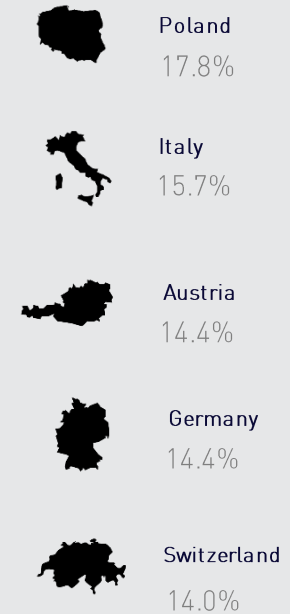 Poland
17.8%
Italy
15.7%
Austria
14.4%
Germany
14.4%
Switzerland
14.0%